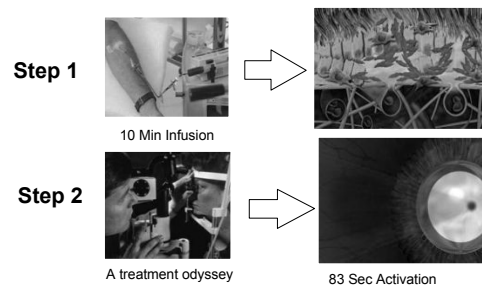 Step 1
10 Min Infusion
Step 2
A treatment odyssey
83 Sec Activation